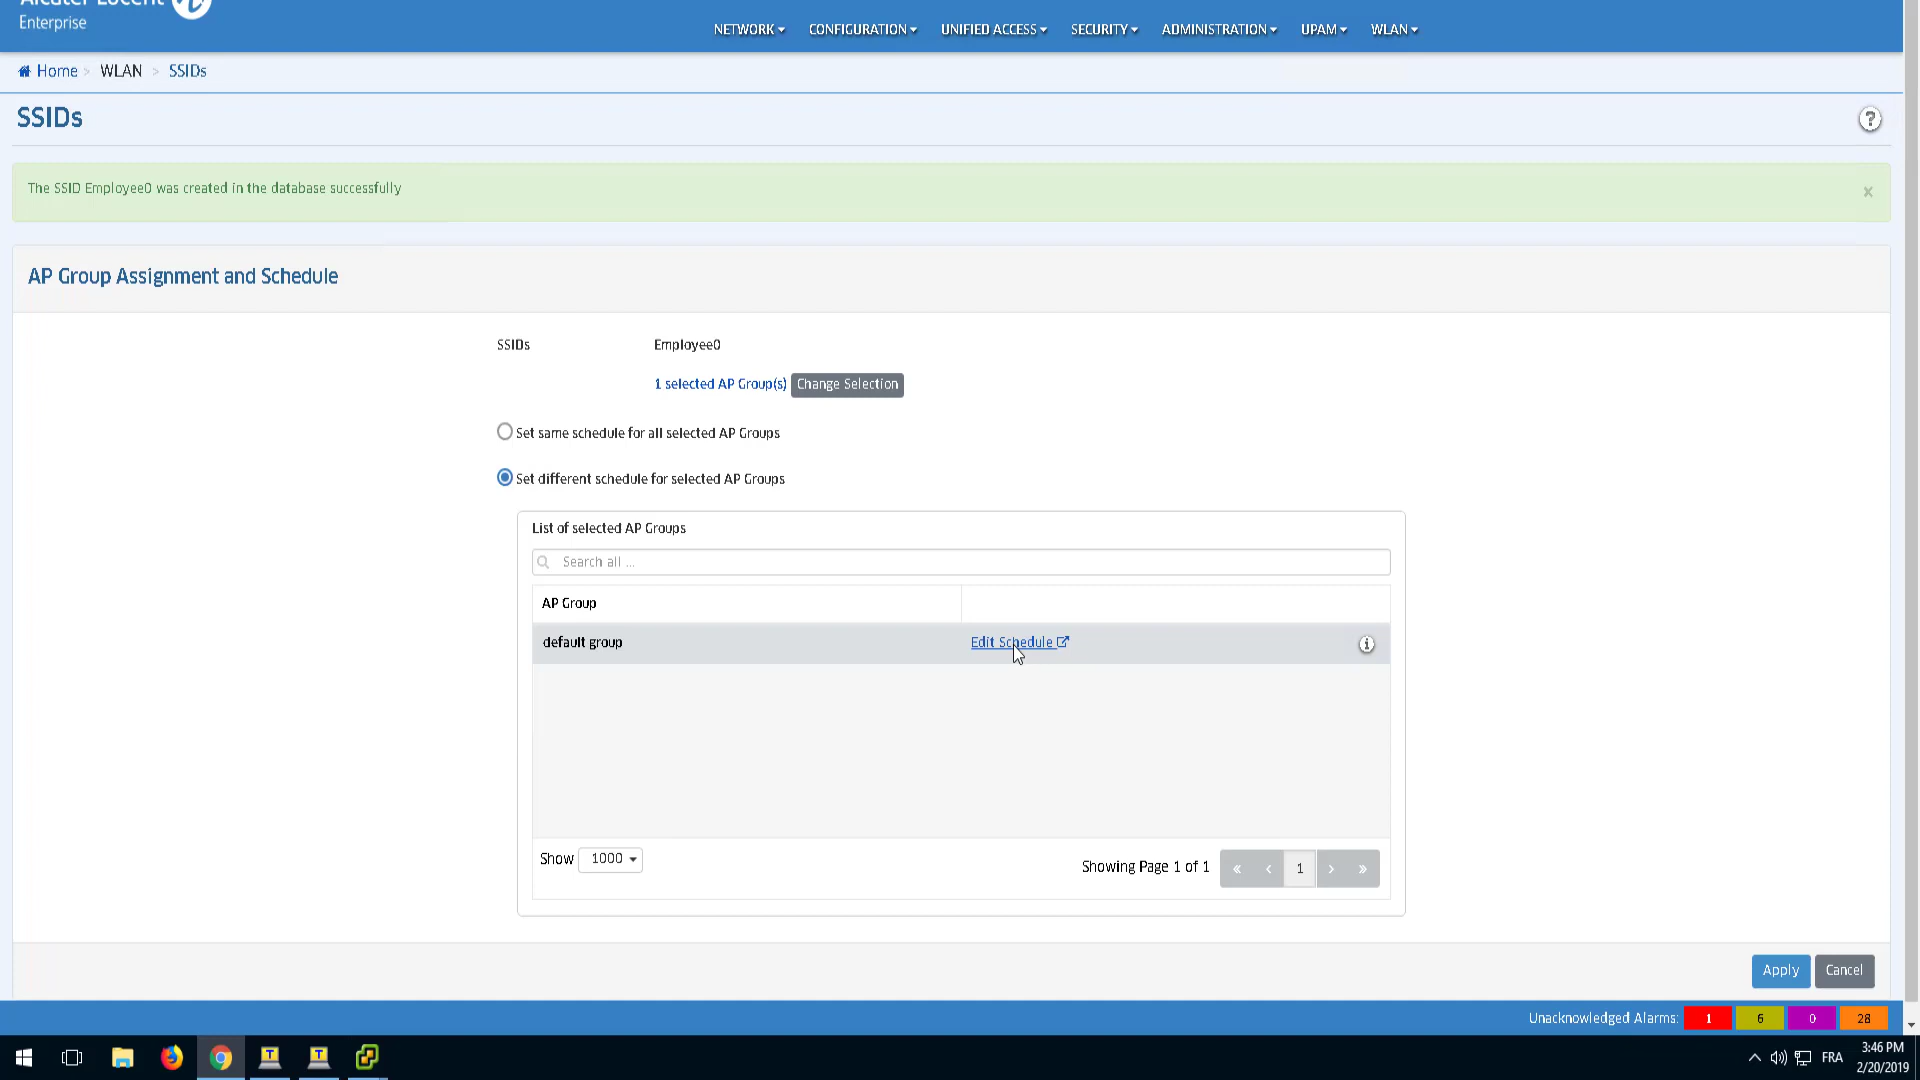 Alcatel-Lucent
Enterprise
NETWORK
CONFIGURATION
UNIFIED ACCESS
SECURITY
ADMINISTRATION
UPAM
WLAN
Home > WLAN > SSIDs
SSIDs
?
The SSID Employee0 was created in the database successfully
×
AP Group Assignment and Schedule
SSIDs
Employee0
1 selected AP Group(s)
Change Selection
Set same schedule for all selected AP Groups
Set different schedule for selected AP Groups
List of selected AP Groups
Search all ...
AP Group
default group
Edit Schedule
Show
1000
Showing Page 1 of 1
« ‹ 1 › »
Apply
Cancel
Unacknowledged Alarms:
1
6
0
28
FRA
3:46 PM
2/20/2019